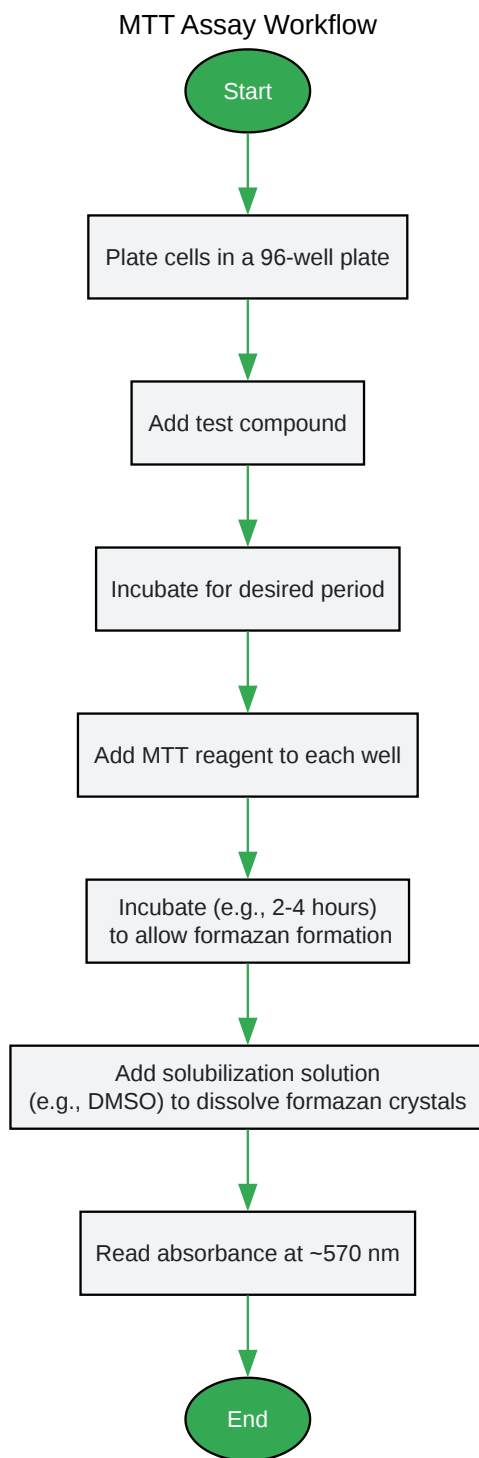 MTT Assay Workflow
Start
Plate cells in a 96-well plate
Add test compound
Incubate for desired period
Add MTT reagent to each well
Incubate (e.g., 2-4 hours)
to allow formazan formation
Add solubilization solution
(e.g., DMSO) to dissolve formazan crystals
Read absorbance at ~570 nm
End